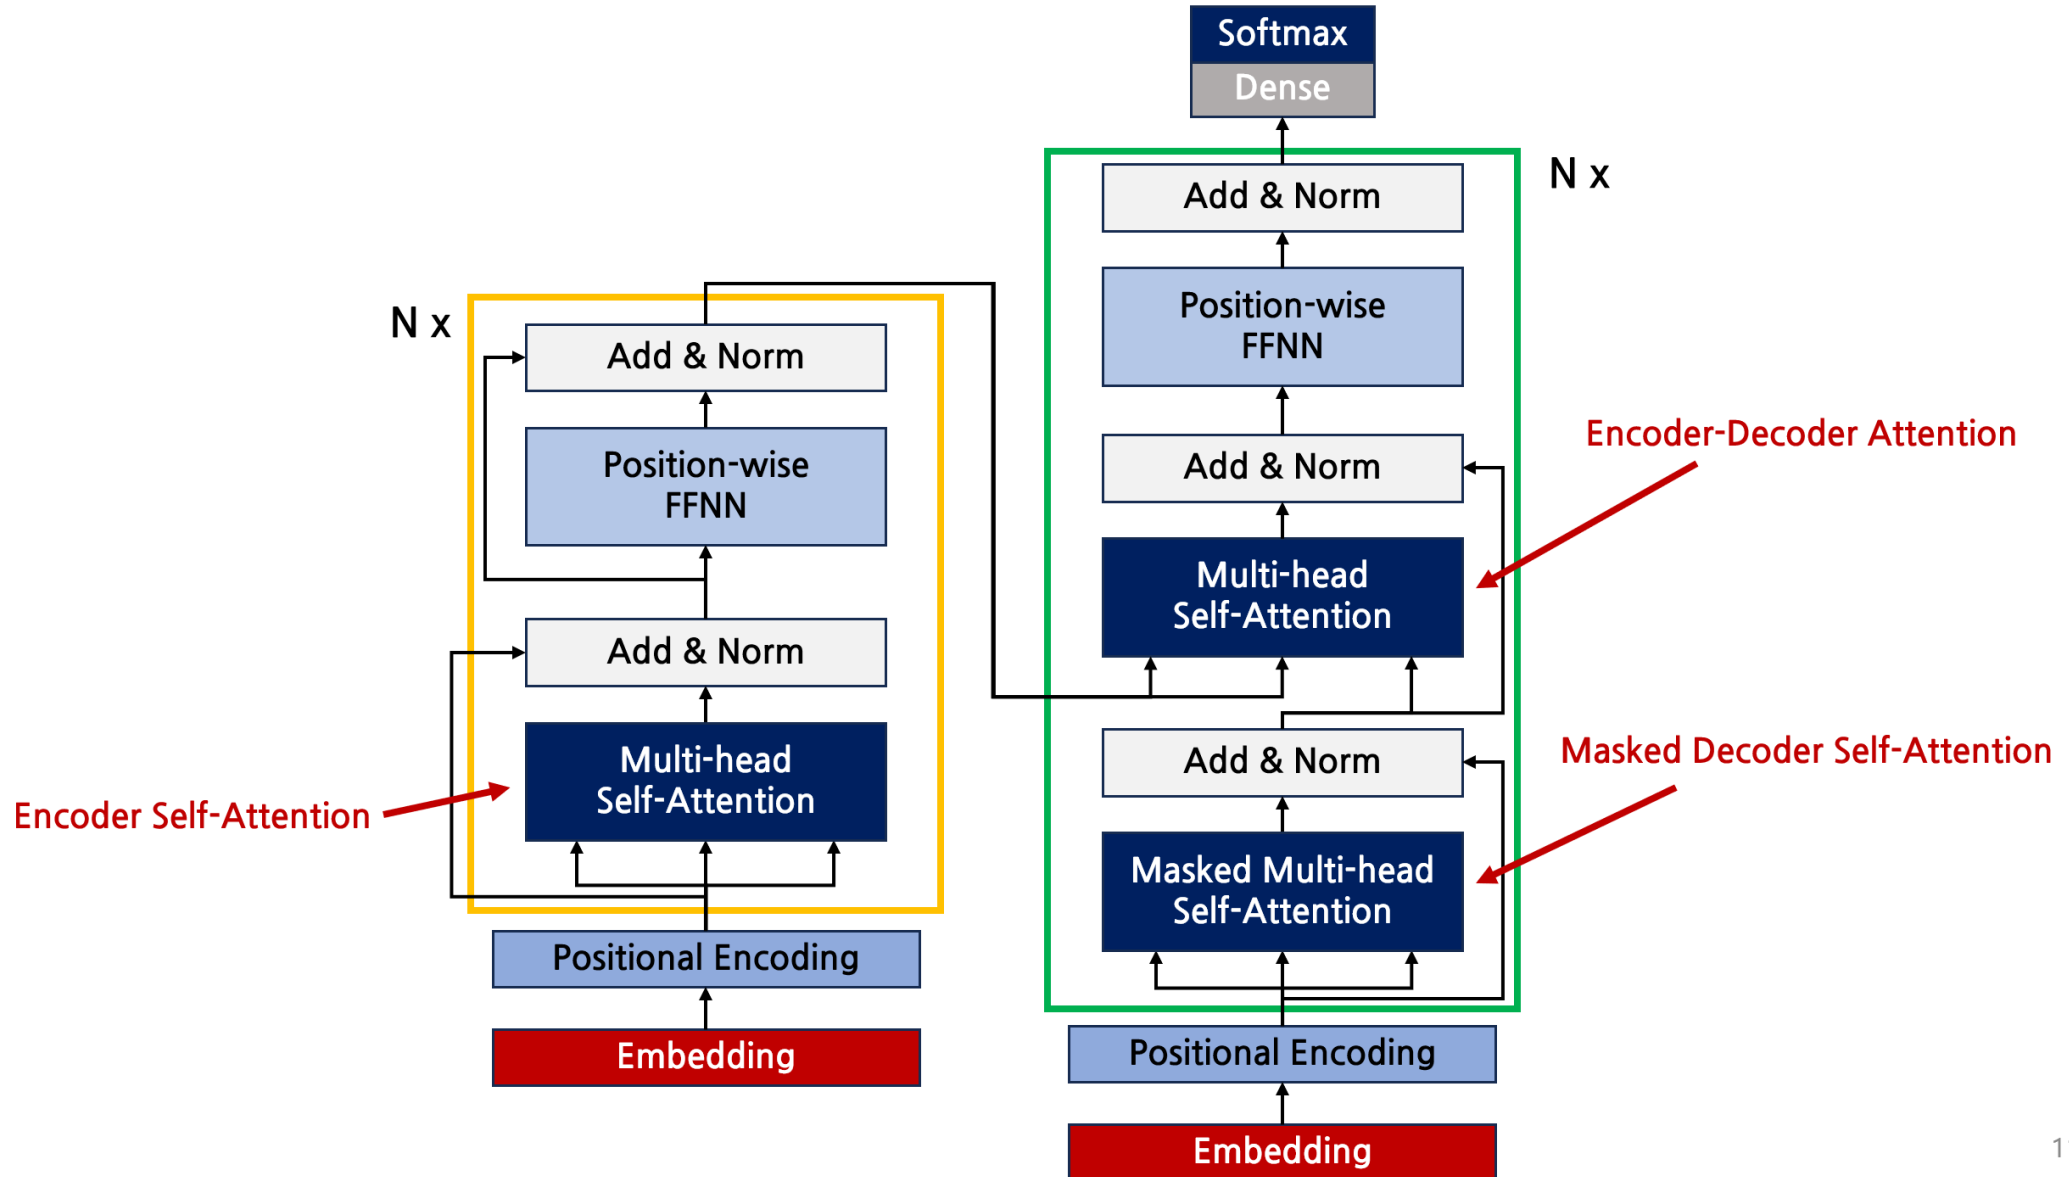 Softmax
Dense
N x
Add & Norm
Position-wise
FFNN
Add & Norm
Multi-head
Self-Attention
Add & Norm
Masked Multi-head
Self-Attention
Positional Encoding
Embedding
Encoder-Decoder Attention
Masked Decoder Self-Attention
N x
Add & Norm
Position-wise
FFNN
Add & Norm
Multi-head
Self-Attention
Encoder Self-Attention
Positional Encoding
Embedding
1